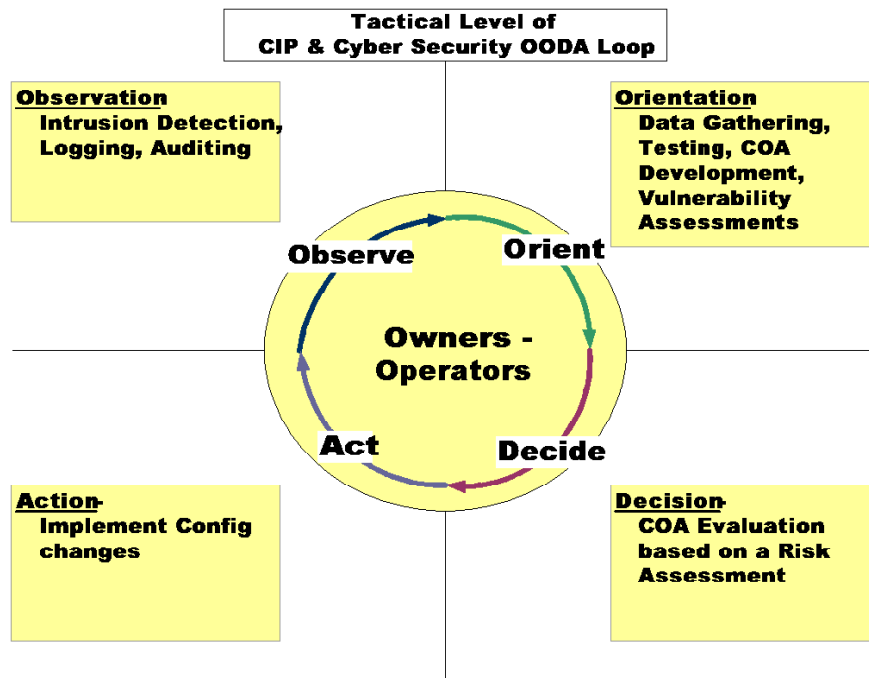 Tactical Level of
CIP & Cyber Security OODA Loop
Observation-
Intrusion Detection,
Logging, Auditing
Orientation-
Data Gathering,
Testing, COA
Development,
Vulnerability
Assessments
Observe
Orient
Owners -
Operators
Act
Decide
Action-
Implement Config
changes
Decision-
COA Evaluation
based on a Risk
Assessment